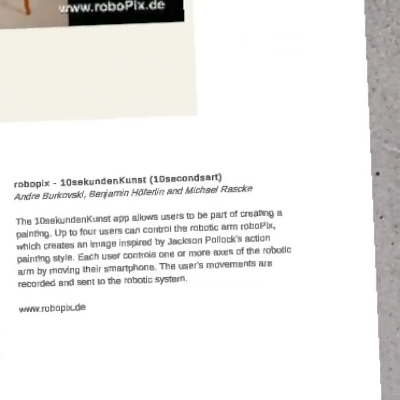 www.roboPix.de
robopix - 10sekundenKunst (10secondsart)
Andre Burkovski, Benjamin Höferlin and Michael Raschke
The 10sekundenKunst app allows users to be part of creating a
painting. Up to four users can control the robotic arm roboPix,
which creates an image inspired by Jackson Pollock's action
painting style. Each user controls one or more axes of the robotic
arm by moving their smartphone. The user's movements are
recorded and sent to the robotic system.
www.robopix.de